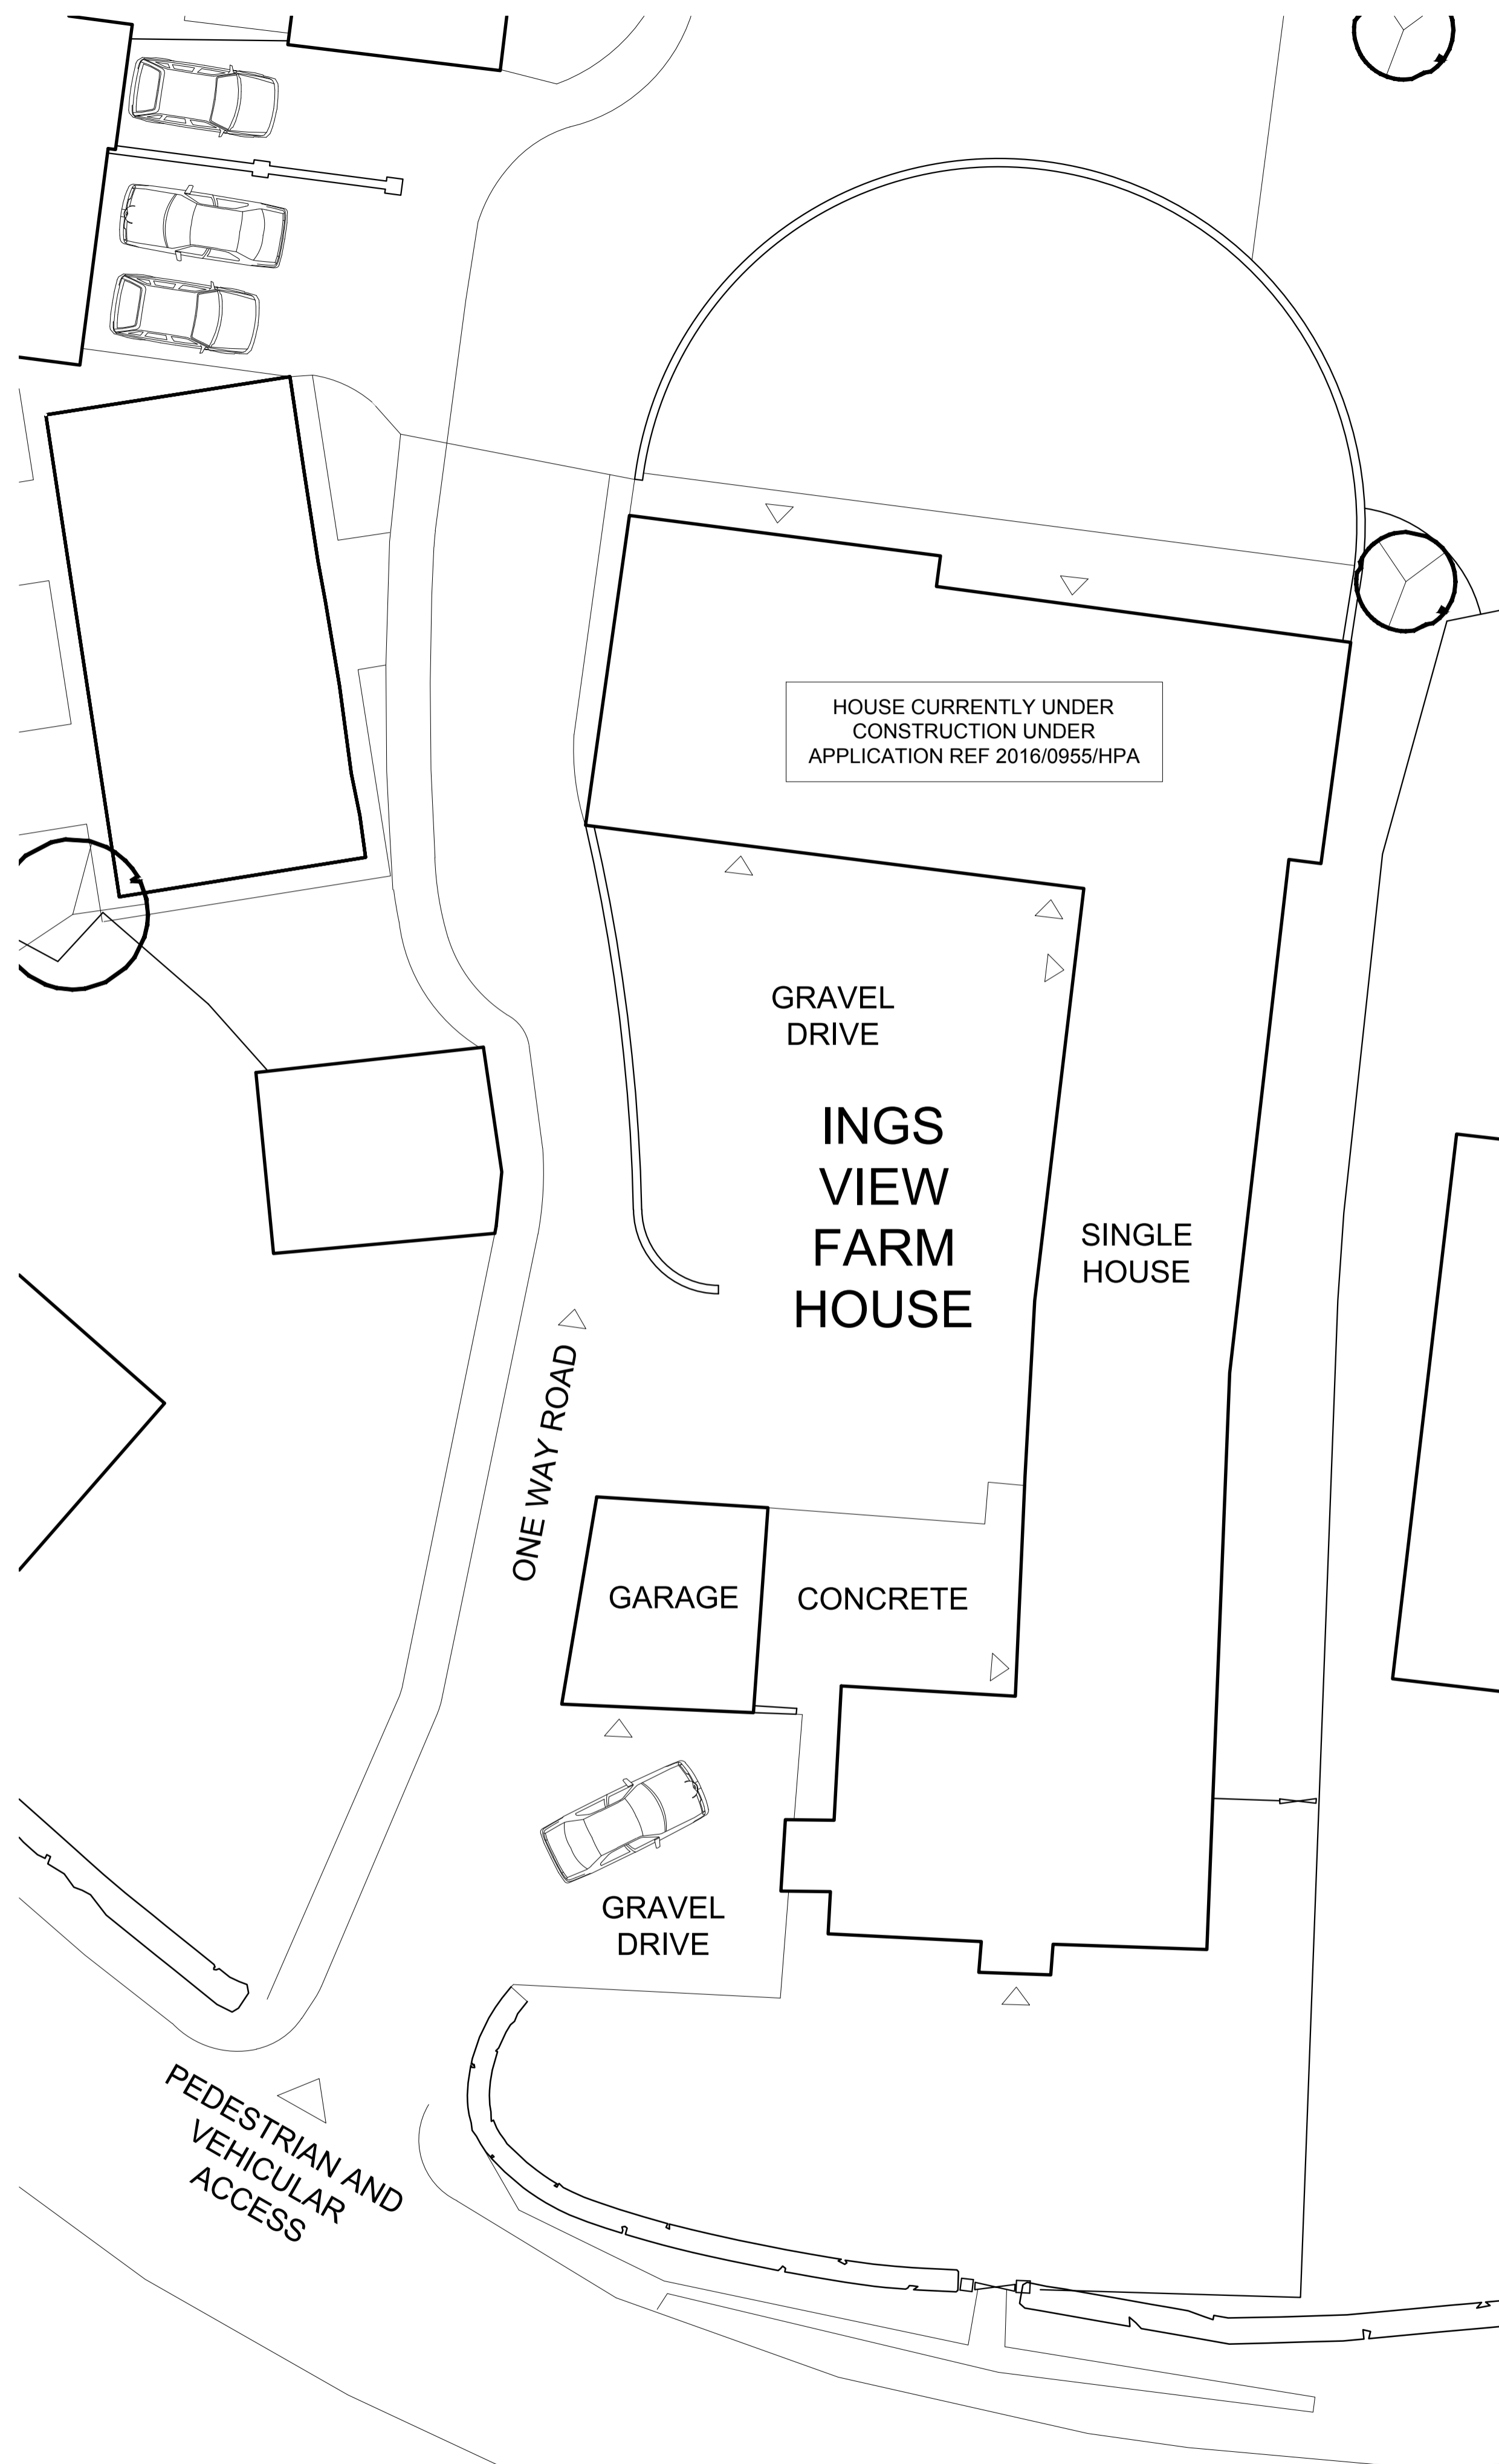 HOUSE CURRENTLY UNDER
CONSTRUCTION UNDER
APPLICATION REF 2016/0955/HPA
GRAVEL
DRIVE
INGS
VIEW
FARM
HOUSE
SINGLE
HOUSE
ONE WAY ROAD
GARAGE
CONCRETE
GRAVEL
DRIVE
PEDESTRIAN AND
VEHICULAR
ACCESS